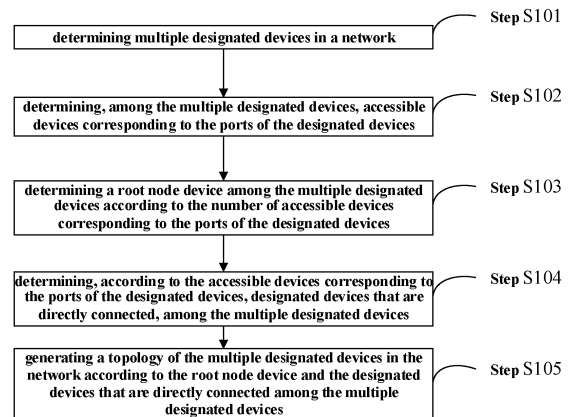 Step S101
determining multiple designated devices in a network
Step S102
determining, among the multiple designated devices, accessible
devices corresponding to the ports of the designated devices
Step S103
determining a root node device among the multiple designated
devices according to the number of accessible devices
corresponding to the ports of the designated devices
Step S104
determining, according to the accessible devices corresponding to
the ports of the designated devices, designated devices that are
directly connected, among the multiple designated devices
Step S105
generating a topology of the multiple designated devices in the
network according to the root node device and the designated
devices that are directly connected among the multiple
designated devices